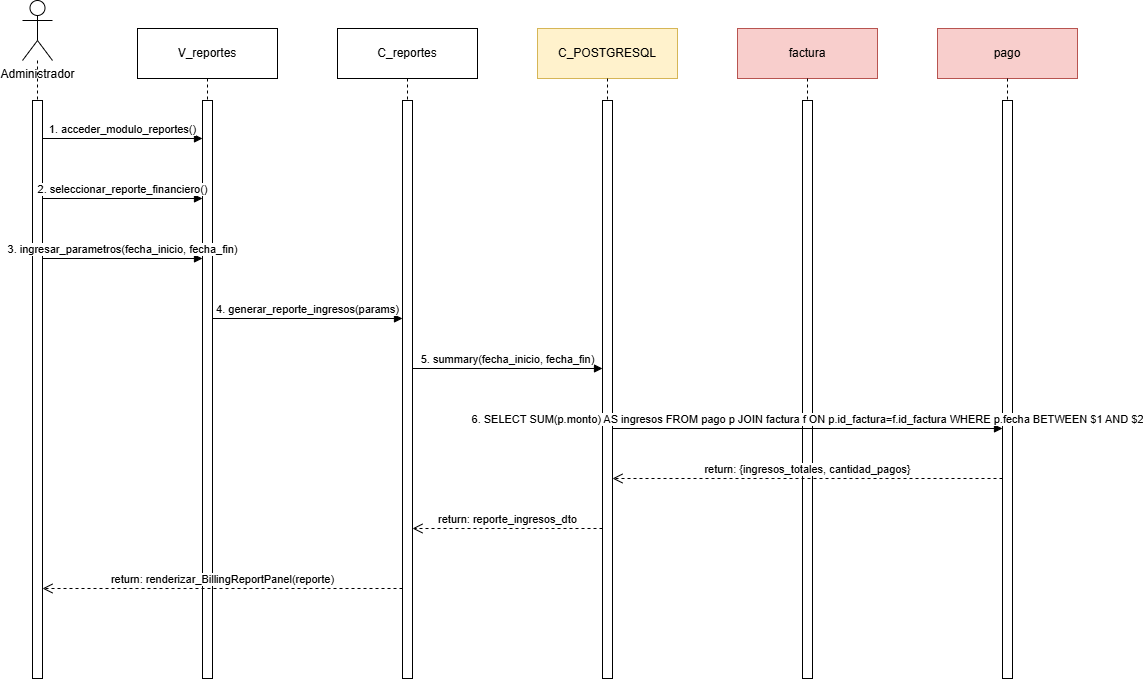 Administrador
V_reportes
C_reportes
C_POSTGRESQL
factura
pago
1. acceder_modulo_reportes()
2. seleccionar_reporte_financiero()
3. ingresar_parametros(fecha_inicio, fecha_fin)
4. generar_reporte_ingresos(params)
5. summary(fecha_inicio, fecha_fin)
6. SELECT SUM(p.monto) AS ingresos FROM pago p JOIN factura f ON p.id_factura=f.id_factura WHERE p.fecha BETWEEN $1 AND $2
return: {ingresos_totales, cantidad_pagos}
return: reporte_ingresos_dto
return: renderizar_BillingReportPanel(reporte)